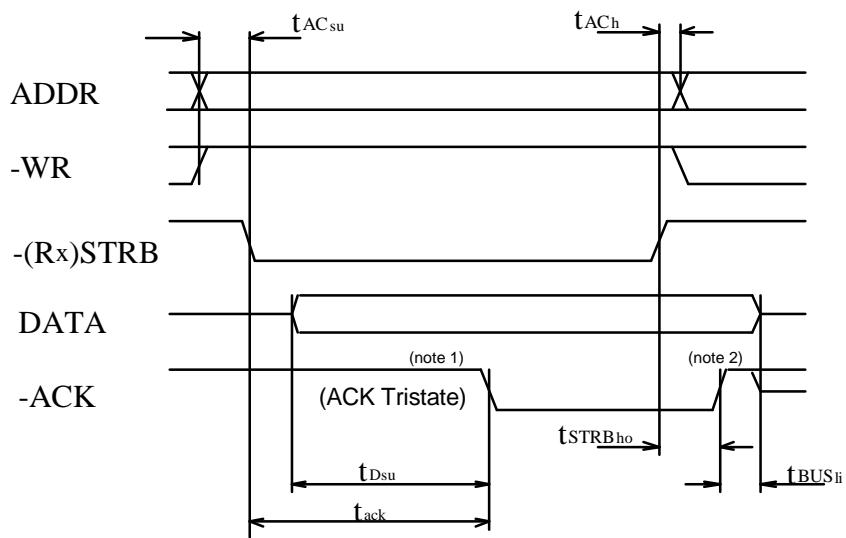 tACsu
tACh
ADDR
-WR
-(Rx)STRB
DATA
(note 1)
(note 2)
-ACK
(ACK Tristate)
tSTRBho
tDsu
tBUSli
tack